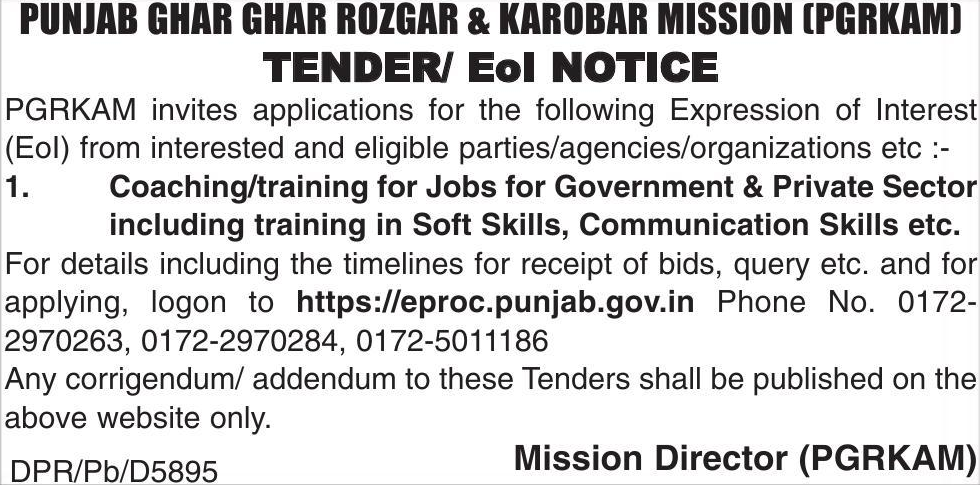 PUNJAB GHAR GHAR ROZGAR & KAROBAR MISSION (PGRKAM)
TENDER/ EoI NOTICE
PGRKAM invites applications for the following Expression of Interest
(EoI) from interested and eligible parties/agencies/organizations etc :-
1. Coaching/training for Jobs for Government & Private Sector
including training in Soft Skills, Communication Skills etc.
For details including the timelines for receipt of bids, query etc. and for
applying, logon to https://eproc.punjab.gov.in Phone No. 0172-
2970263, 0172-2970284, 0172-5011186
Any corrigendum/ addendum to these Tenders shall be published on the
above website only.
DPR/Pb/D5895 Mission Director (PGRKAM)